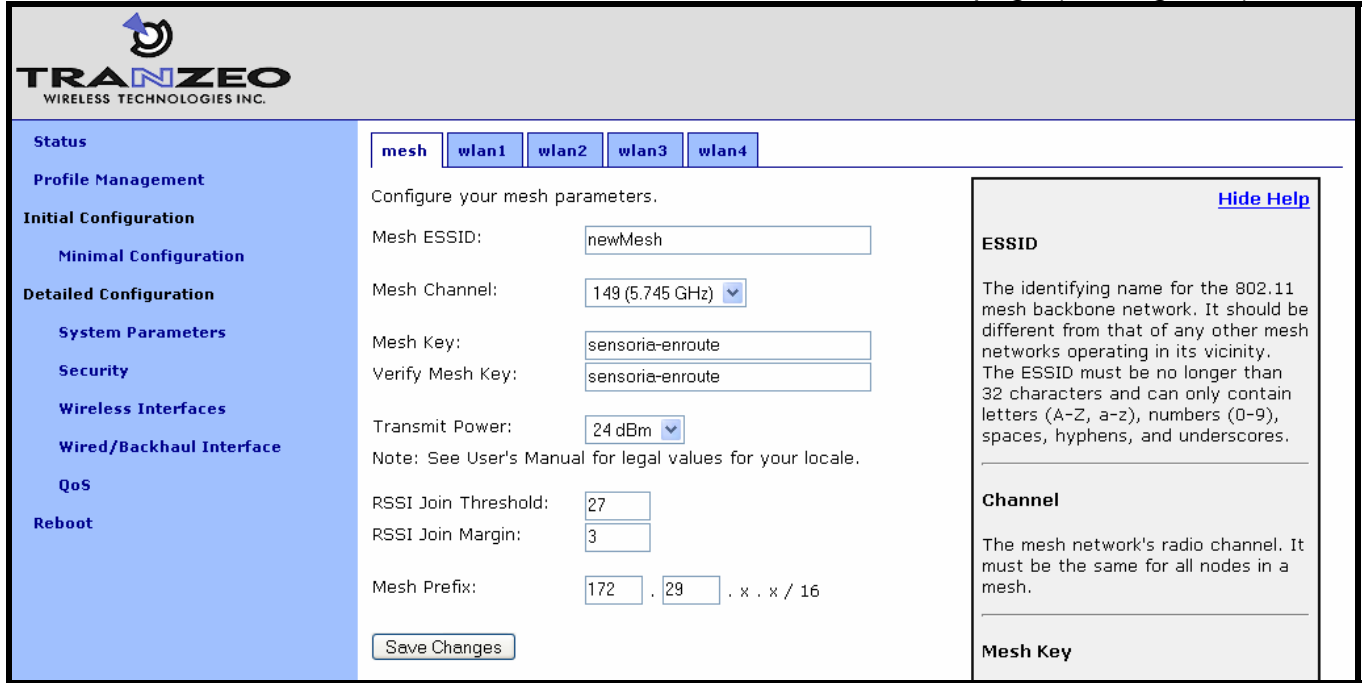 TRANZEO
WIRELESS TECHNOLOGIES INC.
Status
Profile Management
Initial Configuration
Minimal Configuration
Detailed Configuration
System Parameters
Security
Wireless Interfaces
Wired/Backhaul Interface
QoS
Reboot
mesh wlan1 wlan2 wlan3 wlan4
Configure your mesh parameters.
Mesh ESSID: newMesh
Mesh Channel: 149 (5.745 GHz)
Mesh Key: sensoria-enroute
Verify Mesh Key: sensoria-enroute
Transmit Power: 24 dBm
Note: See User's Manual for legal values for your locale.
RSSI Join Threshold: 27
RSSI Join Margin: 3
Mesh Prefix: 172 . 29 . x . x / 16
Save Changes
Hide Help
ESSID
The identifying name for the 802.11
mesh backbone network. It should be
different from that of any other mesh
networks operating in its vicinity.
The ESSID must be no longer than
32 characters and can only contain
letters (A-Z, a-z), numbers (0-9),
spaces, hyphens, and underscores.
Channel
The mesh network's radio channel. It
must be the same for all nodes in a
mesh.
Mesh Key